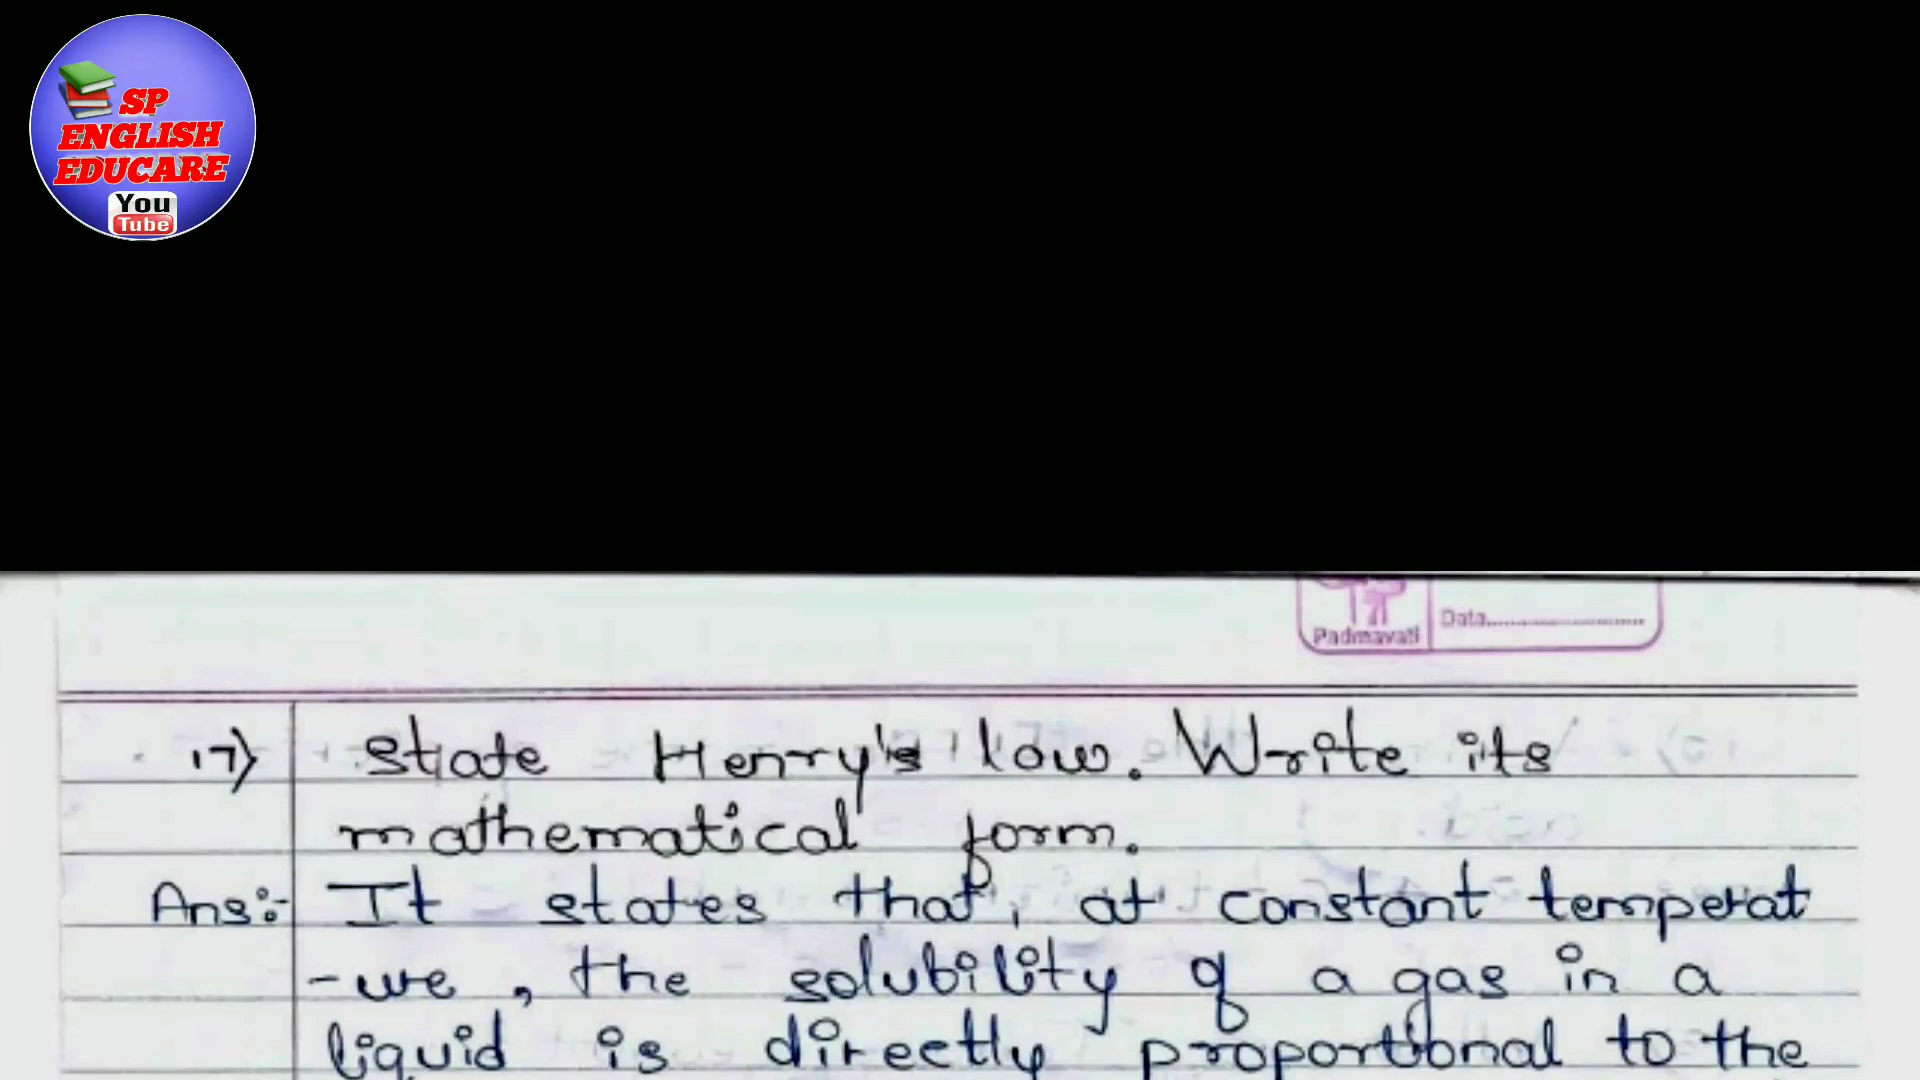 SP
ENGLISH
EDUCARE
You
Tube
Padmavati
Data
17) State Henry's law. Write its
mathematical form.
Ans:- It states that, at constant temperat
-ure, the solubility of a gas in a
liquid is directly proportional to the